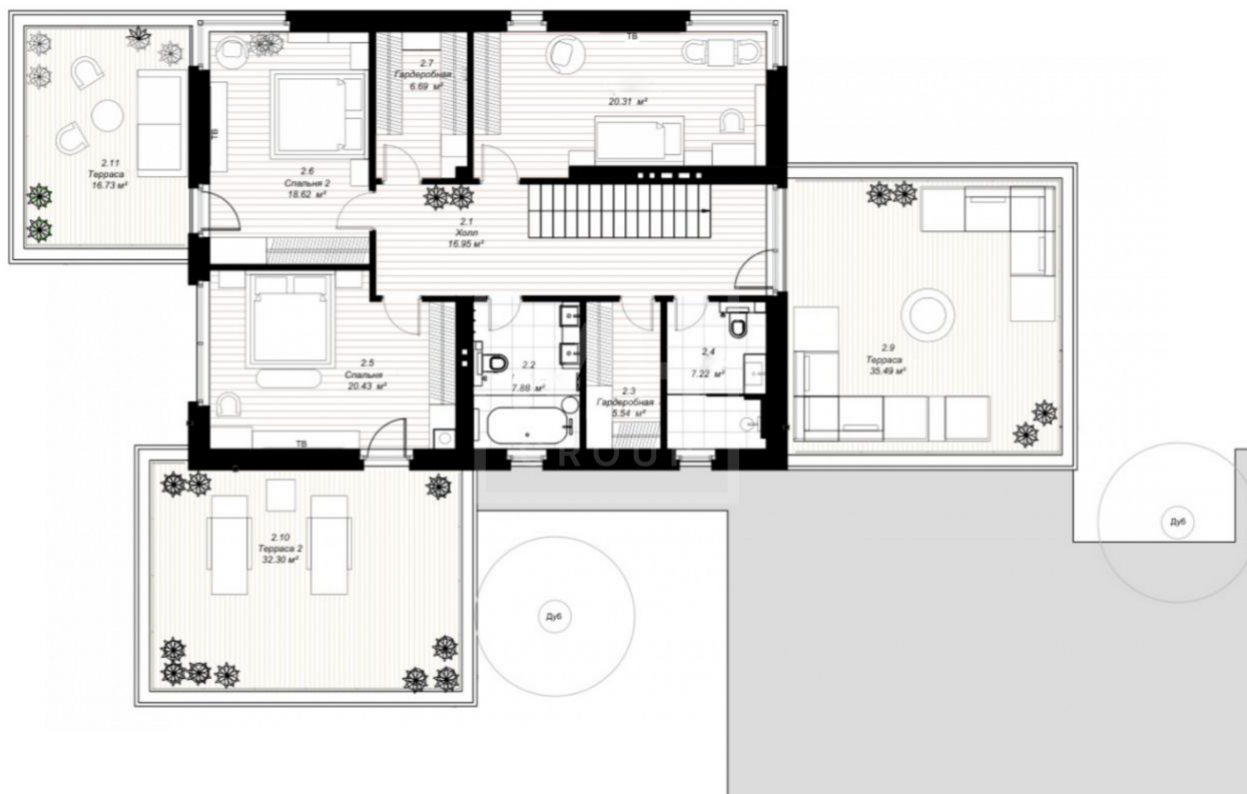 ТВ
2.7
Гардеробная
6.69 м²
20.31 м²
ТВ
2.11
Терраса
16.73 м²
2.6
Спальня 2
18.62 м²
2.1
Холл
16.95 м²
2.9
Терраса
35.49 м²
2.5
Спальня
20.43 м²
2.2
7.88 м²
2.3
Гардеробная
5.54 м²
2.4
7.22 м²
ТВ
GROUP
2.10
Терраса 2
32.30 м²
Дуб
Дуб